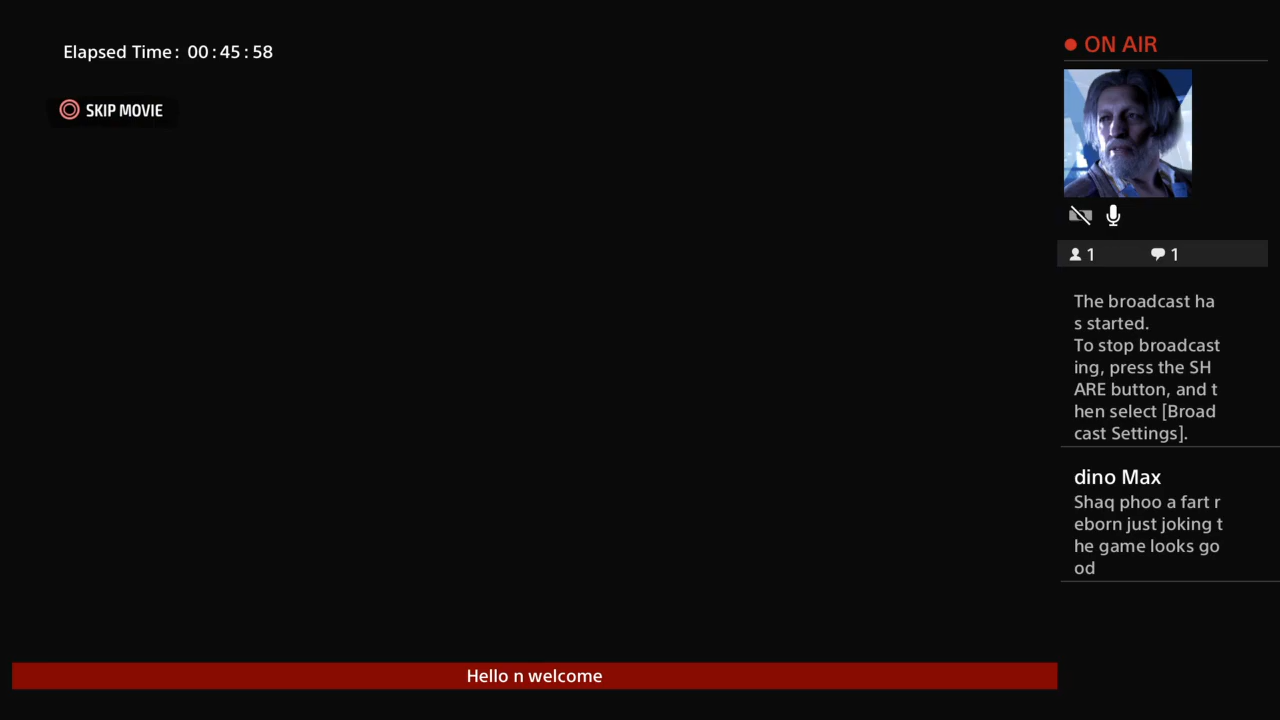 Elapsed Time: 00:45:58
SKIP MOVIE
ON AIR
1
1
The broadcast ha
s started.
To stop broadcast
ing, press the SH
ARE button, and t
hen select [Broad
cast Settings].
dino Max
Shaq phoo a fart r
eborn just joking t
he game looks go
od
Hello n welcome